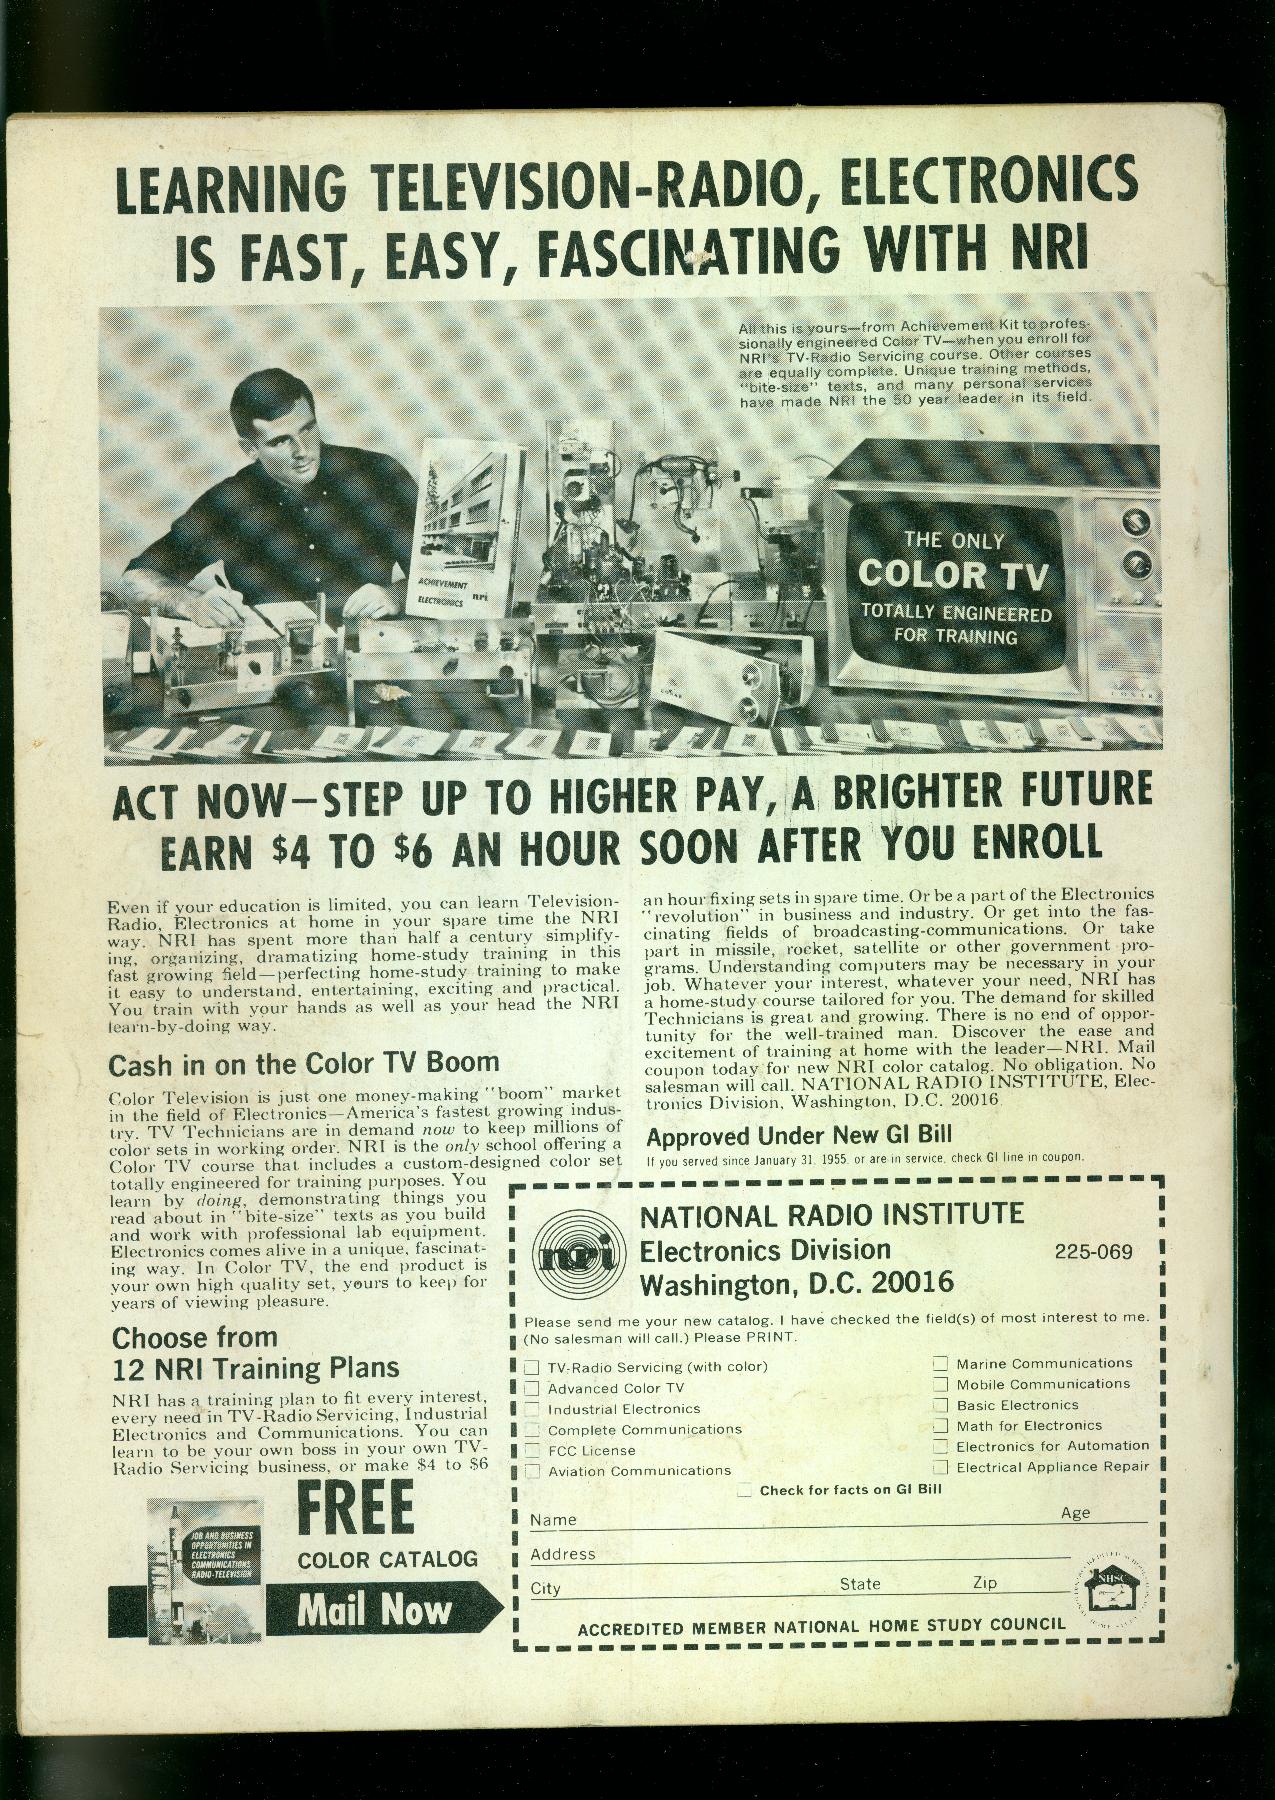 LEARNING TELEVISION-RADIO, ELECTRONICS
IS FAST, EASY, FASCINATING WITH NRI
All this is yours—from Achievement Kit to profes-
sionally engineered Color TV—when you enroll for
NRI's TV-Radio Servicing course. Other courses
are equally complete. Unique training methods,
"bite-size" texts, and many personal services
have made NRI the 50 year leader in its field.
ACHIEVEMENT
ELECTRONICS
nri
THE ONLY
COLOR TV
TOTALLY ENGINEERED
FOR TRAINING
CONAR
CONAR
ACT NOW—STEP UP TO HIGHER PAY, A BRIGHTER FUTURE
EARN $4 TO $6 AN HOUR SOON AFTER YOU ENROLL
Even if your education is limited, you can learn Television-
Radio, Electronics at home in your spare time the NRI
way. NRI has spent more than half a century simplify-
ing, organizing, dramatizing home-study training in this
fast growing field—perfecting home-study training to make
it easy to understand, entertaining, exciting and practical.
You train with your hands as well as your head the NRI
learn-by-doing way.
Cash in on the Color TV Boom
Color Television is just one money-making "boom" market
in the field of Electronics—America's fastest growing indus-
try. TV Technicians are in demand now to keep millions of
color sets in working order. NRI is the only school offering a
Color TV course that includes a custom-designed color set
totally engineered for training purposes. You
learn by doing, demonstrating things you
read about in "bite-size" texts as you build
and work with professional lab equipment.
Electronics comes alive in a unique, fascinat-
ing way. In Color TV, the end product is
your own high quality set, yours to keep for
years of viewing pleasure.
Choose from
12 NRI Training Plans
NRI has a training plan to fit every interest,
every need in TV-Radio Servicing, Industrial
Electronics and Communications. You can
learn to be your own boss in your own TV-
Radio Servicing business, or make $4 to $6
an hour fixing sets in spare time. Or be a part of the Electronics
"revolution" in business and industry. Or get into the fas-
cinating fields of broadcasting-communications. Or take
part in missile, rocket, satellite or other government pro-
grams. Understanding computers may be necessary in your
job. Whatever your interest, whatever your need, NRI has
a home-study course tailored for you. The demand for skilled
Technicians is great and growing. There is no end of oppor-
tunity for the well-trained man. Discover the ease and
excitement of training at home with the leader—NRI. Mail
coupon today for new NRI color catalog. No obligation. No
salesman will call. NATIONAL RADIO INSTITUTE, Elec-
tronics Division, Washington, D.C. 20016
Approved Under New GI Bill
If you served since January 31, 1955, or are in service, check GI line in coupon.
JOB AND BUSINESS
OPPORTUNITIES IN
ELECTRONICS
COMMUNICATIONS
RADIO-TELEVISION
FREE
COLOR CATALOG
Mail Now
nri
NATIONAL RADIO INSTITUTE
Electronics Division 225-069
Washington, D.C. 20016
Please send me your new catalog. I have checked the field(s) of most interest to me.
(No salesman will call.) Please PRINT.
TV-Radio Servicing (with color)
Advanced Color TV
Industrial Electronics
Complete Communications
FCC License
Aviation Communications
Marine Communications
Mobile Communications
Basic Electronics
Math for Electronics
Electronics for Automation
Electrical Appliance Repair
Check for facts on GI Bill
Name Age
Address
City State Zip
NHSC
ACCREDITED MEMBER NATIONAL HOME STUDY COUNCIL